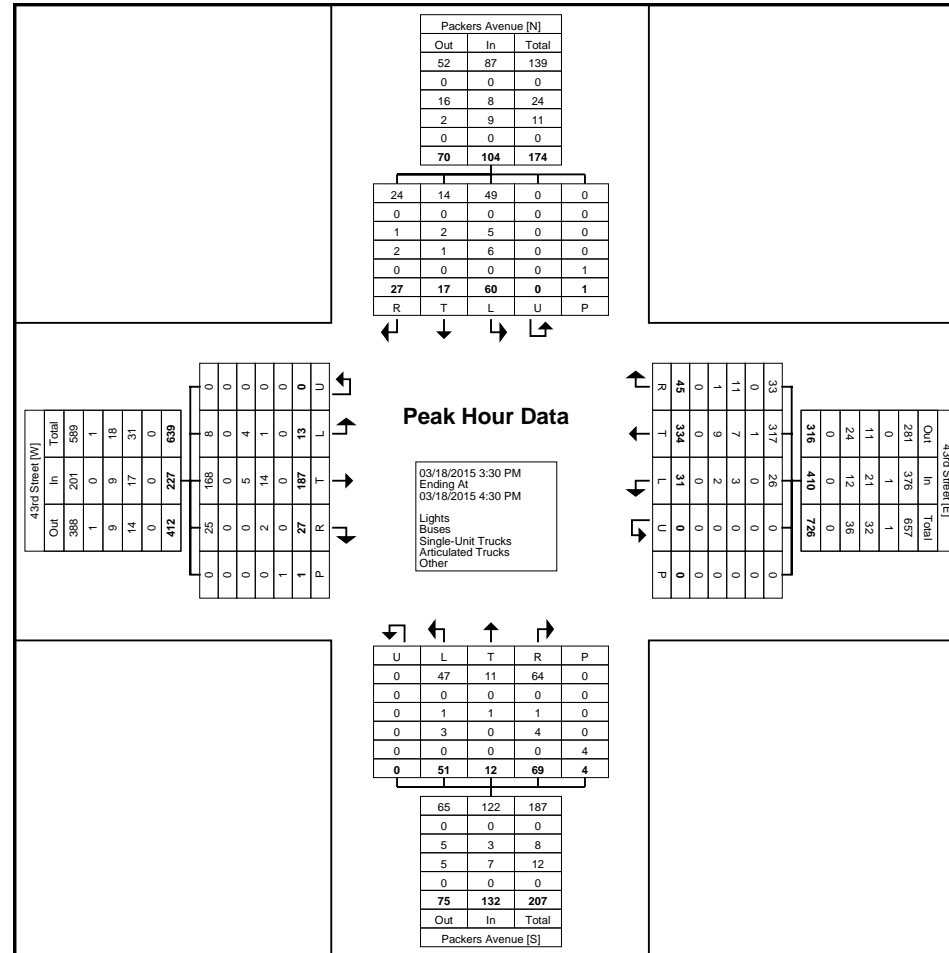 Packers Avenue [N]
Out In Total
52 87 139
0 0 0
16 8 24
2 9 11
0 0 0
70 104 174
24 14 49 0 0
0 0 0 0 0
1 2 5 0 0
2 1 6 0 0
0 0 0 0 1
27 17 60 0 1
R T L U P
43rd Street [W]
Out In Total
388 201 589
1 0 1
9 9 18
14 17 31
0 0 0
412 227 639
0 25 168 8 0
0 0 0 0 0
0 0 5 4 0
0 2 14 1 0
1 0 0 0 0
1 27 187 13 0
P R T L U
Peak Hour Data
03/18/2015 3:30 PM
Ending At
03/18/2015 4:30 PM
Lights
Buses
Single-Unit Trucks
Articulated Trucks
Other
43rd Street [E]
Out In Total
281 376 657
0 1 1
11 21 32
24 12 36
0 0 0
316 410 726
33 317 26 0 0
0 1 0 0 0
11 7 3 0 0
1 9 2 0 0
0 0 0 0 0
45 334 31 0 0
R T L U P
U L T R P
0 47 11 64 0
0 0 0 0 0
0 1 1 1 0
0 3 0 4 0
0 0 0 0 4
0 51 12 69 4
65 122 187
0 0 0
5 3 8
5 7 12
0 0 0
75 132 207
Out In Total
Packers Avenue [S]